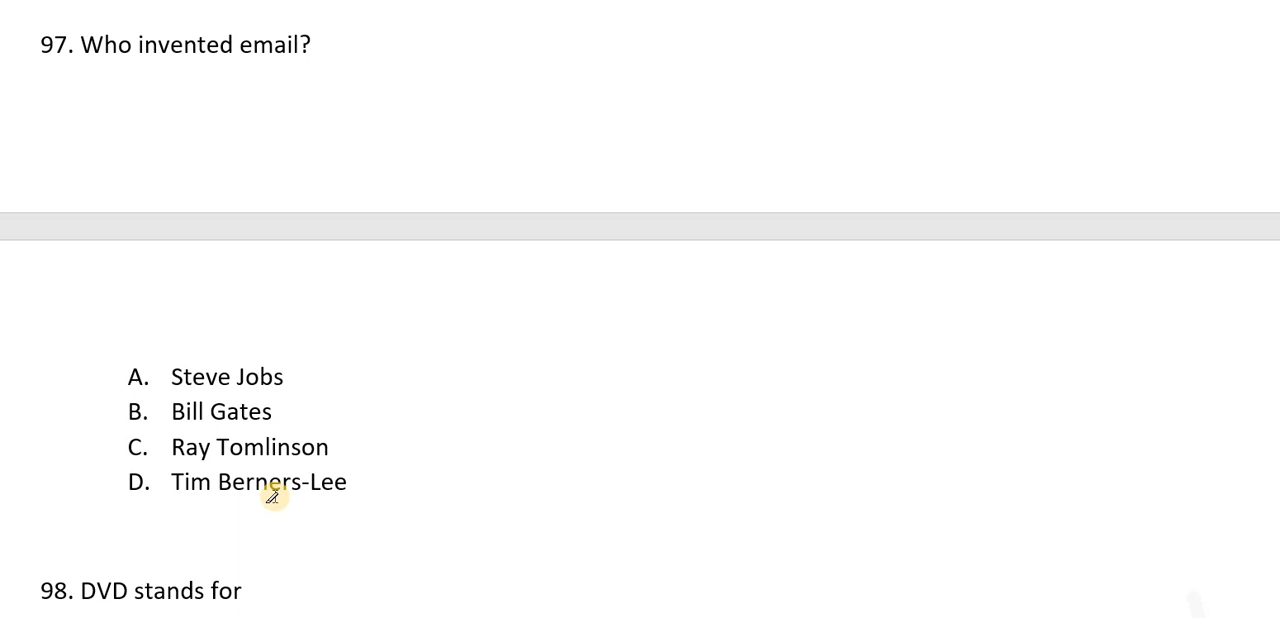 97. Who invented email?
A. Steve Jobs
B. Bill Gates
C. Ray Tomlinson
D. Tim Berners-Lee
98. DVD stands for